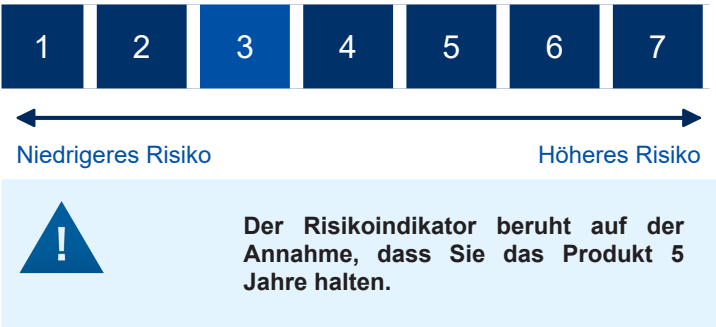 1 2 3 4 5 6 7
Niedrigeres Risiko Höheres Risiko
!
Der Risikoindikator beruht auf der
Annahme, dass Sie das Produkt 5
Jahre halten.